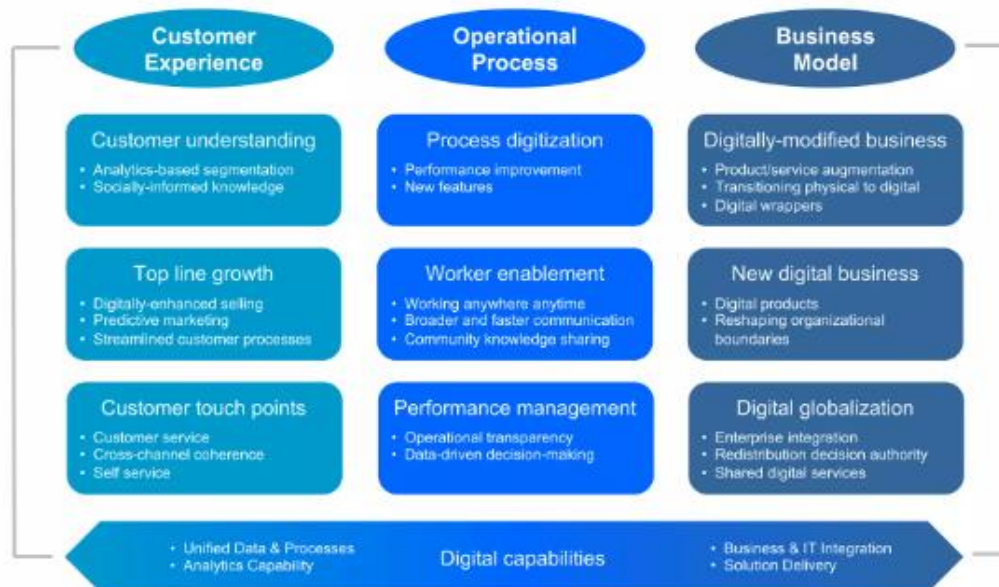 Customer
Experience
Operational
Process
Business
Model
Customer understanding
• Analytics-based segmentation
• Socially-informed knowledge
Process digitization
• Performance improvement
• New features
Digitally-modified business
• Product/service augmentation
• Transitioning physical to digital
• Digital wrappers
Top line growth
• Digitally-enhanced selling
• Predictive marketing
• Streamlined customer processes
Worker enablement
• Working anywhere anytime
• Broader and faster communication
• Community knowledge sharing
New digital business
• Digital products
• Reshaping organizational
boundaries
Customer touch points
• Customer service
• Cross-channel coherence
• Self service
Performance management
• Operational transparency
• Data-driven decision-making
Digital globalization
• Enterprise integration
• Redistribution decision authority
• Shared digital services
• Unified Data & Processes
• Analytics Capability
Digital capabilities
• Business & IT Integration
• Solution Delivery